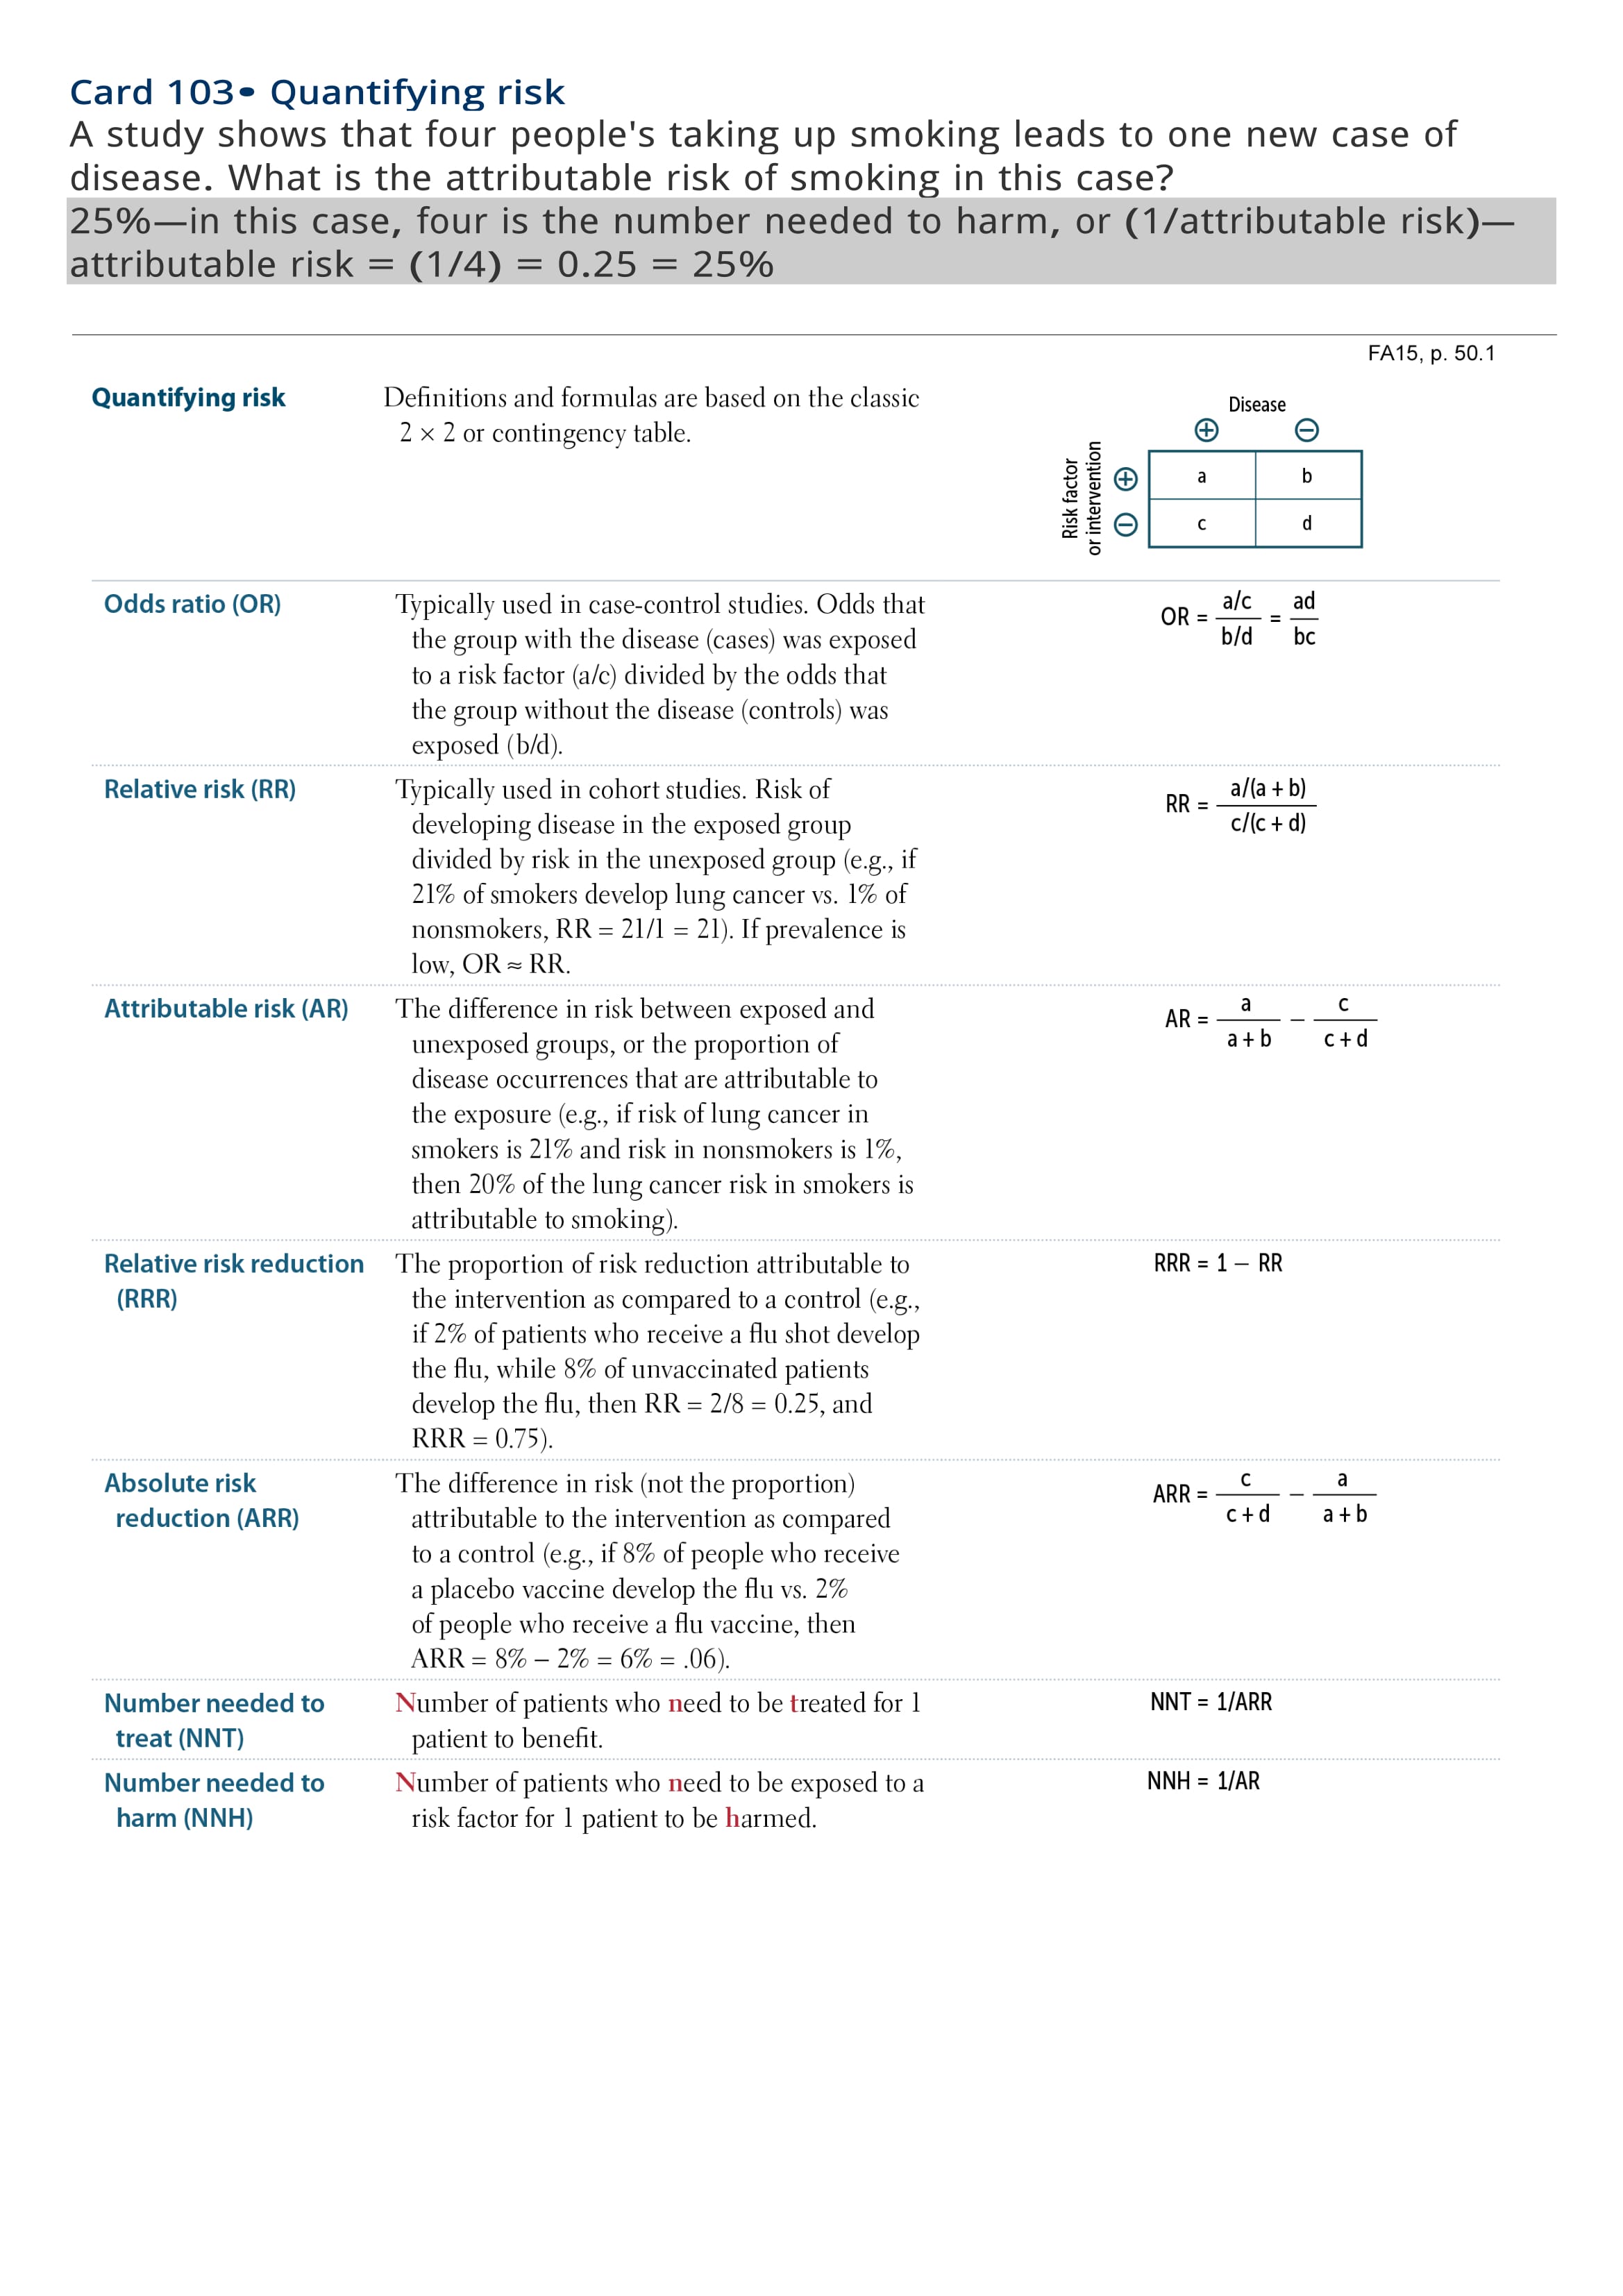 Card 103• Quantifying risk
A study shows that four people's taking up smoking leads to one new case of
disease. What is the attributable risk of smoking in this case?
25%—in this case, four is the number needed to harm, or (1/attributable risk)—
attributable risk = (1/4) = 0.25 = 25%
FA15, p. 50.1
Quantifying risk
Definitions and formulas are based on the classic
2 × 2 or contingency table.
Disease
⊕ ⊖
Risk factor
or intervention
⊕ a b
⊖ c d
Odds ratio (OR)
Typically used in case-control studies. Odds that
the group with the disease (cases) was exposed
to a risk factor (a/c) divided by the odds that
the group without the disease (controls) was
exposed (b/d).
OR = a/c / b/d = ad / bc
Relative risk (RR)
Typically used in cohort studies. Risk of
developing disease in the exposed group
divided by risk in the unexposed group (e.g., if
21% of smokers develop lung cancer vs. 1% of
nonsmokers, RR = 21/1 = 21). If prevalence is
low, OR ≈ RR.
RR = a/(a + b) / c/(c + d)
Attributable risk (AR)
The difference in risk between exposed and
unexposed groups, or the proportion of
disease occurrences that are attributable to
the exposure (e.g., if risk of lung cancer in
smokers is 21% and risk in nonsmokers is 1%,
then 20% of the lung cancer risk in smokers is
attributable to smoking).
AR = a / a + b − c / c + d
Relative risk reduction
(RRR)
The proportion of risk reduction attributable to
the intervention as compared to a control (e.g.,
if 2% of patients who receive a flu shot develop
the flu, while 8% of unvaccinated patients
develop the flu, then RR = 2/8 = 0.25, and
RRR = 0.75).
RRR = 1 − RR
Absolute risk
reduction (ARR)
The difference in risk (not the proportion)
attributable to the intervention as compared
to a control (e.g., if 8% of people who receive
a placebo vaccine develop the flu vs. 2%
of people who receive a flu vaccine, then
ARR = 8% − 2% = 6% = .06).
ARR = c / c + d − a / a + b
Number needed to
treat (NNT)
Number of patients who need to be treated for 1
patient to benefit.
NNT = 1/ARR
Number needed to
harm (NNH)
Number of patients who need to be exposed to a
risk factor for 1 patient to be harmed.
NNH = 1/AR